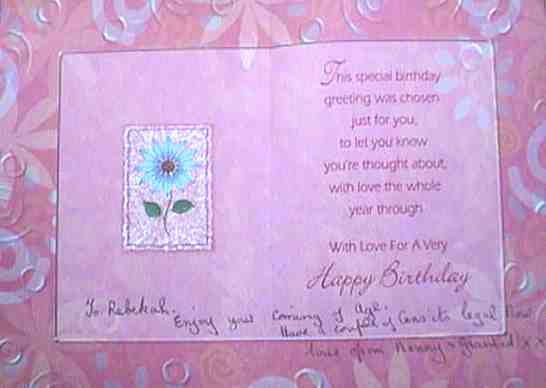 This special birthday
greeting was chosen
just for you,
to let you know
you're thought about,
with love the whole
year through
With Love For A Very
Happy Birthday
To Rebekah.
Enjoy your Coming of Age.
Have a couple of Cans its legal Now
love from Nanny & Grandad x x